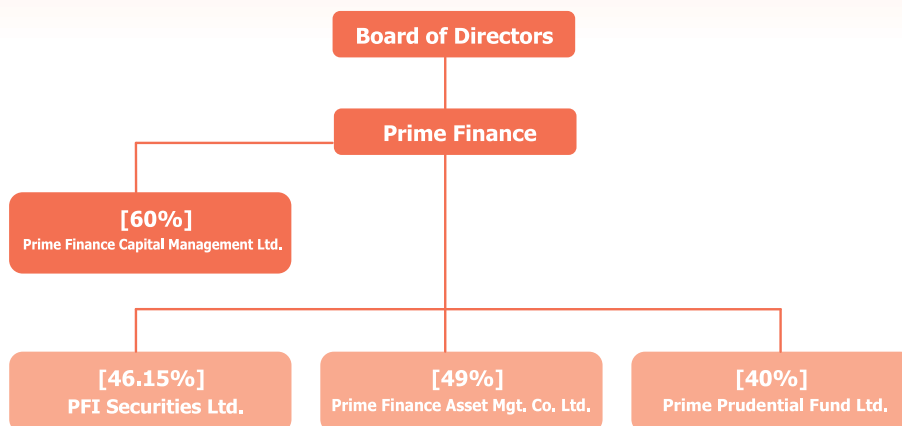 Board of Directors
Prime Finance
[60%]
Prime Finance Capital Management Ltd.
[46.15%]
PFI Securities Ltd.
[49%]
Prime Finance Asset Mgt. Co. Ltd.
[40%]
Prime Prudential Fund Ltd.